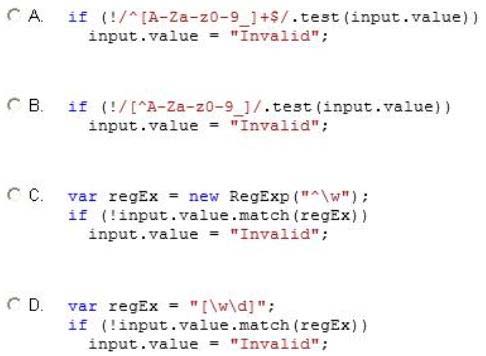 A. if (!/^[A-Za-z0-9_]+$/.test(input.value))
input.value = "Invalid";
B. if (!/[^A-Za-z0-9_]/.test(input.value))
input.value = "Invalid";
C. var regEx = new RegExp("^\w");
if (!input.value.match(regEx))
input.value = "Invalid";
D. var regEx = "[\w\d]";
if (!input.value.match(regEx))
input.value = "Invalid";